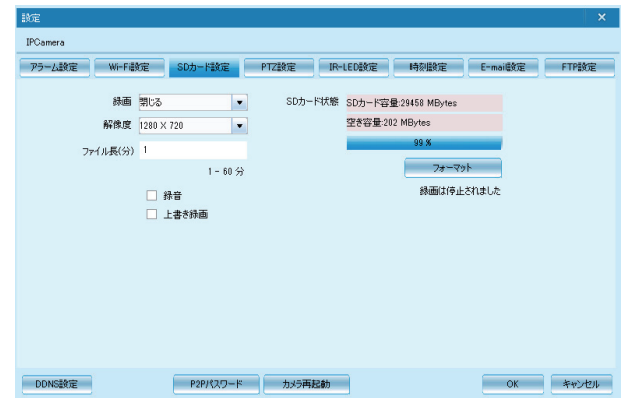 設定
IPCamera
アラーム設定 Wi-Fi設定 SDカード設定 PTZ設定 IR-LED設定 時刻設定 E-mail設定 FTP設定
録画 閉じる SDカード状態 SDカード容量:29458 MBytes
解像度 1280 X 720 空き容量:202 MBytes
ファイル長(分) 1 99 %
1 - 60 分 フォーマット
録音 録画は停止されました
上書き録画
DDNS設定 P2Pパスワード カメラ再起動 OK キャンセル